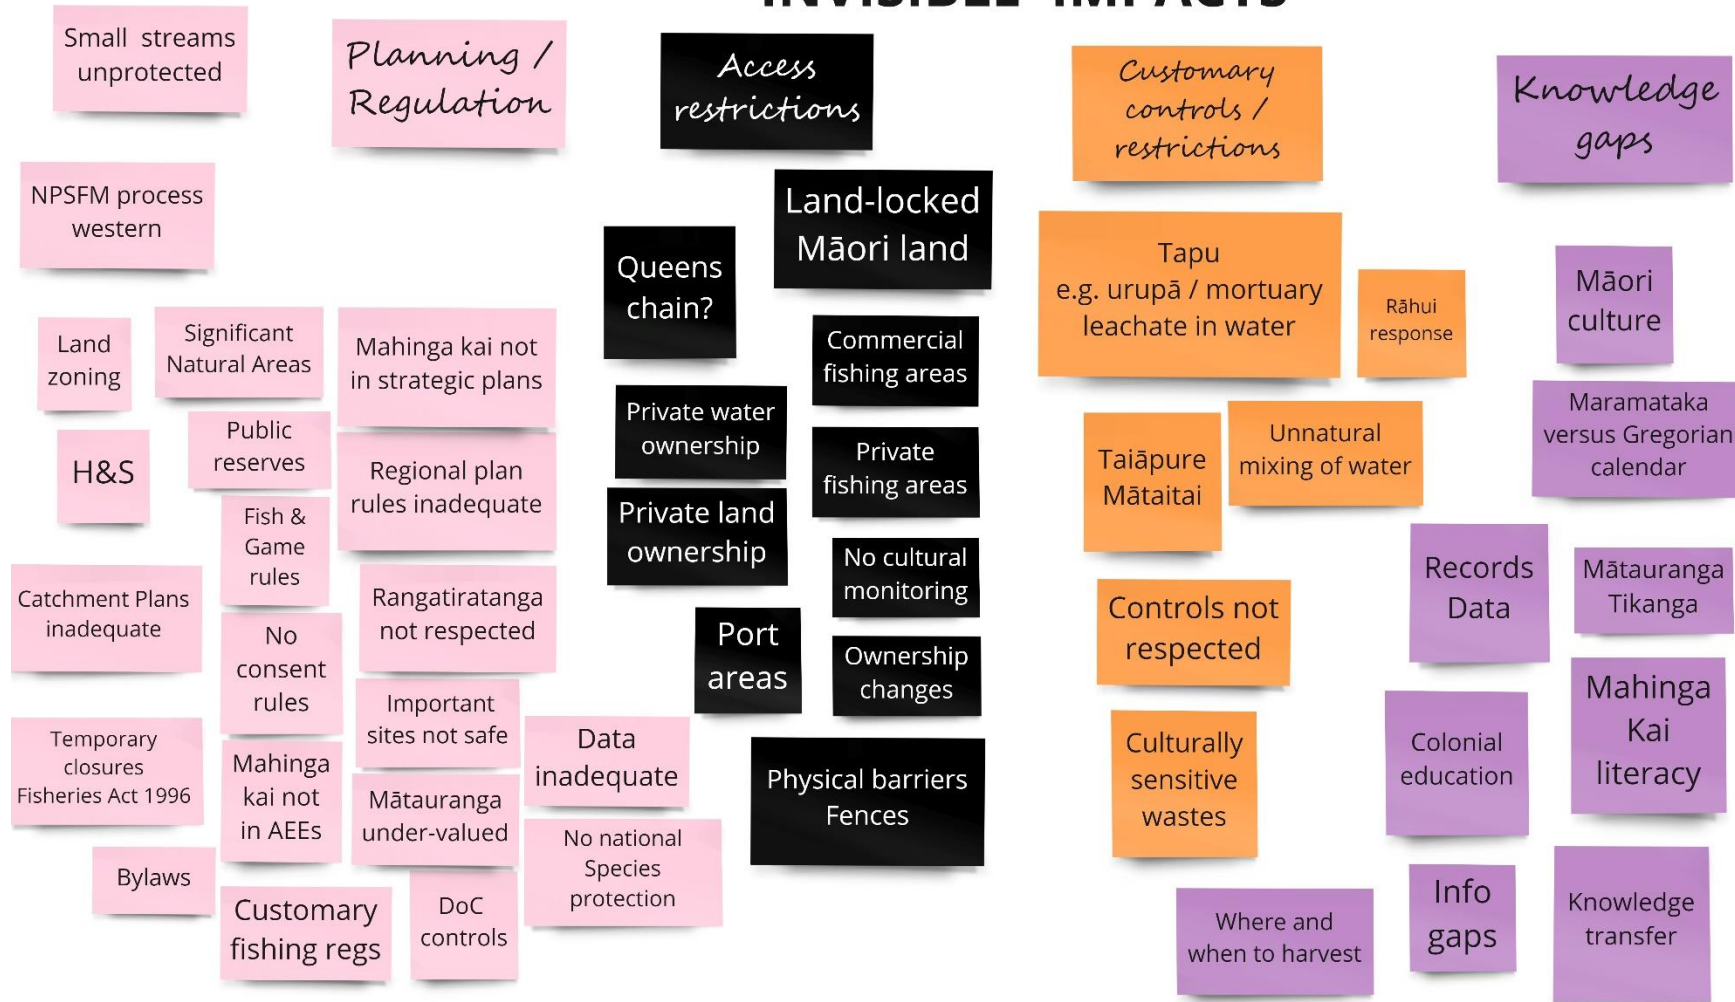 INVISIBLE IMPACTS
Small streams
unprotected
Planning /
Regulation
NPSFM process
western
Land
zoning
Significant
Natural Areas
Mahinga kai not
in strategic plans
H&S
Public
reserves
Regional plan
rules inadequate
Fish &
Game
rules
Catchment Plans
inadequate
Rangatiratanga
not respected
No
consent
rules
Important
sites not safe
Temporary
closures
Fisheries Act 1996
Mahinga
kai not
in AEEs
Data
inadequate
Mātauranga
under-valued
No national
Species
protection
Bylaws
Customary
fishing regs
DoC
controls
Access
restrictions
Land-locked
Māori land
Queens
chain?
Commercial
fishing areas
Private water
ownership
Private
fishing areas
Private land
ownership
No cultural
monitoring
Port
areas
Ownership
changes
Physical barriers
Fences
Customary
controls /
restrictions
Tapu
e.g. urupā / mortuary
leachate in water
Rāhui
response
Taiāpure
Mātaitai
Unnatural
mixing of water
Controls not
respected
Culturally
sensitive
wastes
Knowledge
gaps
Māori
culture
Maramataka
versus Gregorian
calendar
Records
Data
Mātauranga
Tikanga
Mahinga
Kai
literacy
Colonial
education
Where and
when to harvest
Info
gaps
Knowledge
transfer